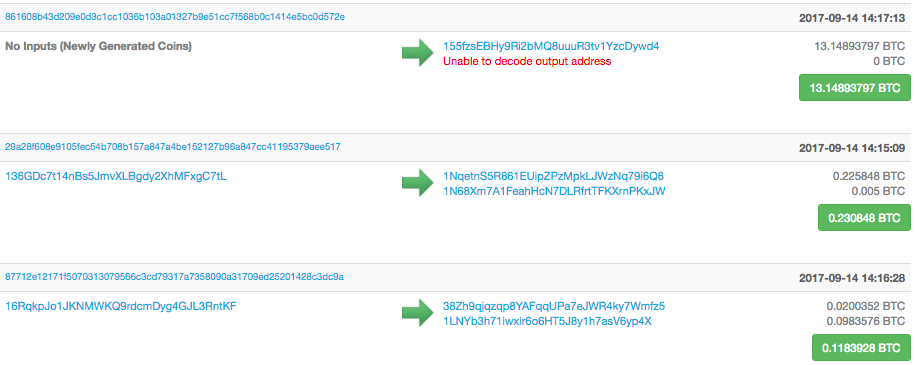 861608b43d209e0d3c1cc1036b103a01327b9e51cc7f568b0c1414e5bc0d572e 2017-09-14 14:17:13
No Inputs (Newly Generated Coins) 155fzsEBHy9Ri2bMQ8uuuR3tv1YzcDywd4 13.14893797 BTC
Unable to decode output address 0 BTC
13.14893797 BTC
29a28f608e9105fec54b708b157a847a4be152127b96a847cc41195379aee517 2017-09-14 14:15:09
136GDc7t14nBs5JmvXLBgdy2XhMFxgC7tL 1NqetnS5R861EUipZPzMpkLJWzNq79i6Q6 0.225848 BTC
1N68Xm7A1FeahHcN7DLRfrtTFKXrnPKxJW 0.005 BTC
0.230848 BTC
87712e12171f5070313079566c3cd79317a7358090a31709ed25201428c3dc9a 2017-09-14 14:16:28
16RqkpJo1JKNMWKQ9rdcmDyg4GJL3RntKF 38Zh9qjqzqp8YAFqqUPa7eJWR4ky7Wmfz5 0.0200352 BTC
1LNYb3h71iwxir6o6HT5J8y1h7asV6yp4X 0.0983576 BTC
0.1183928 BTC